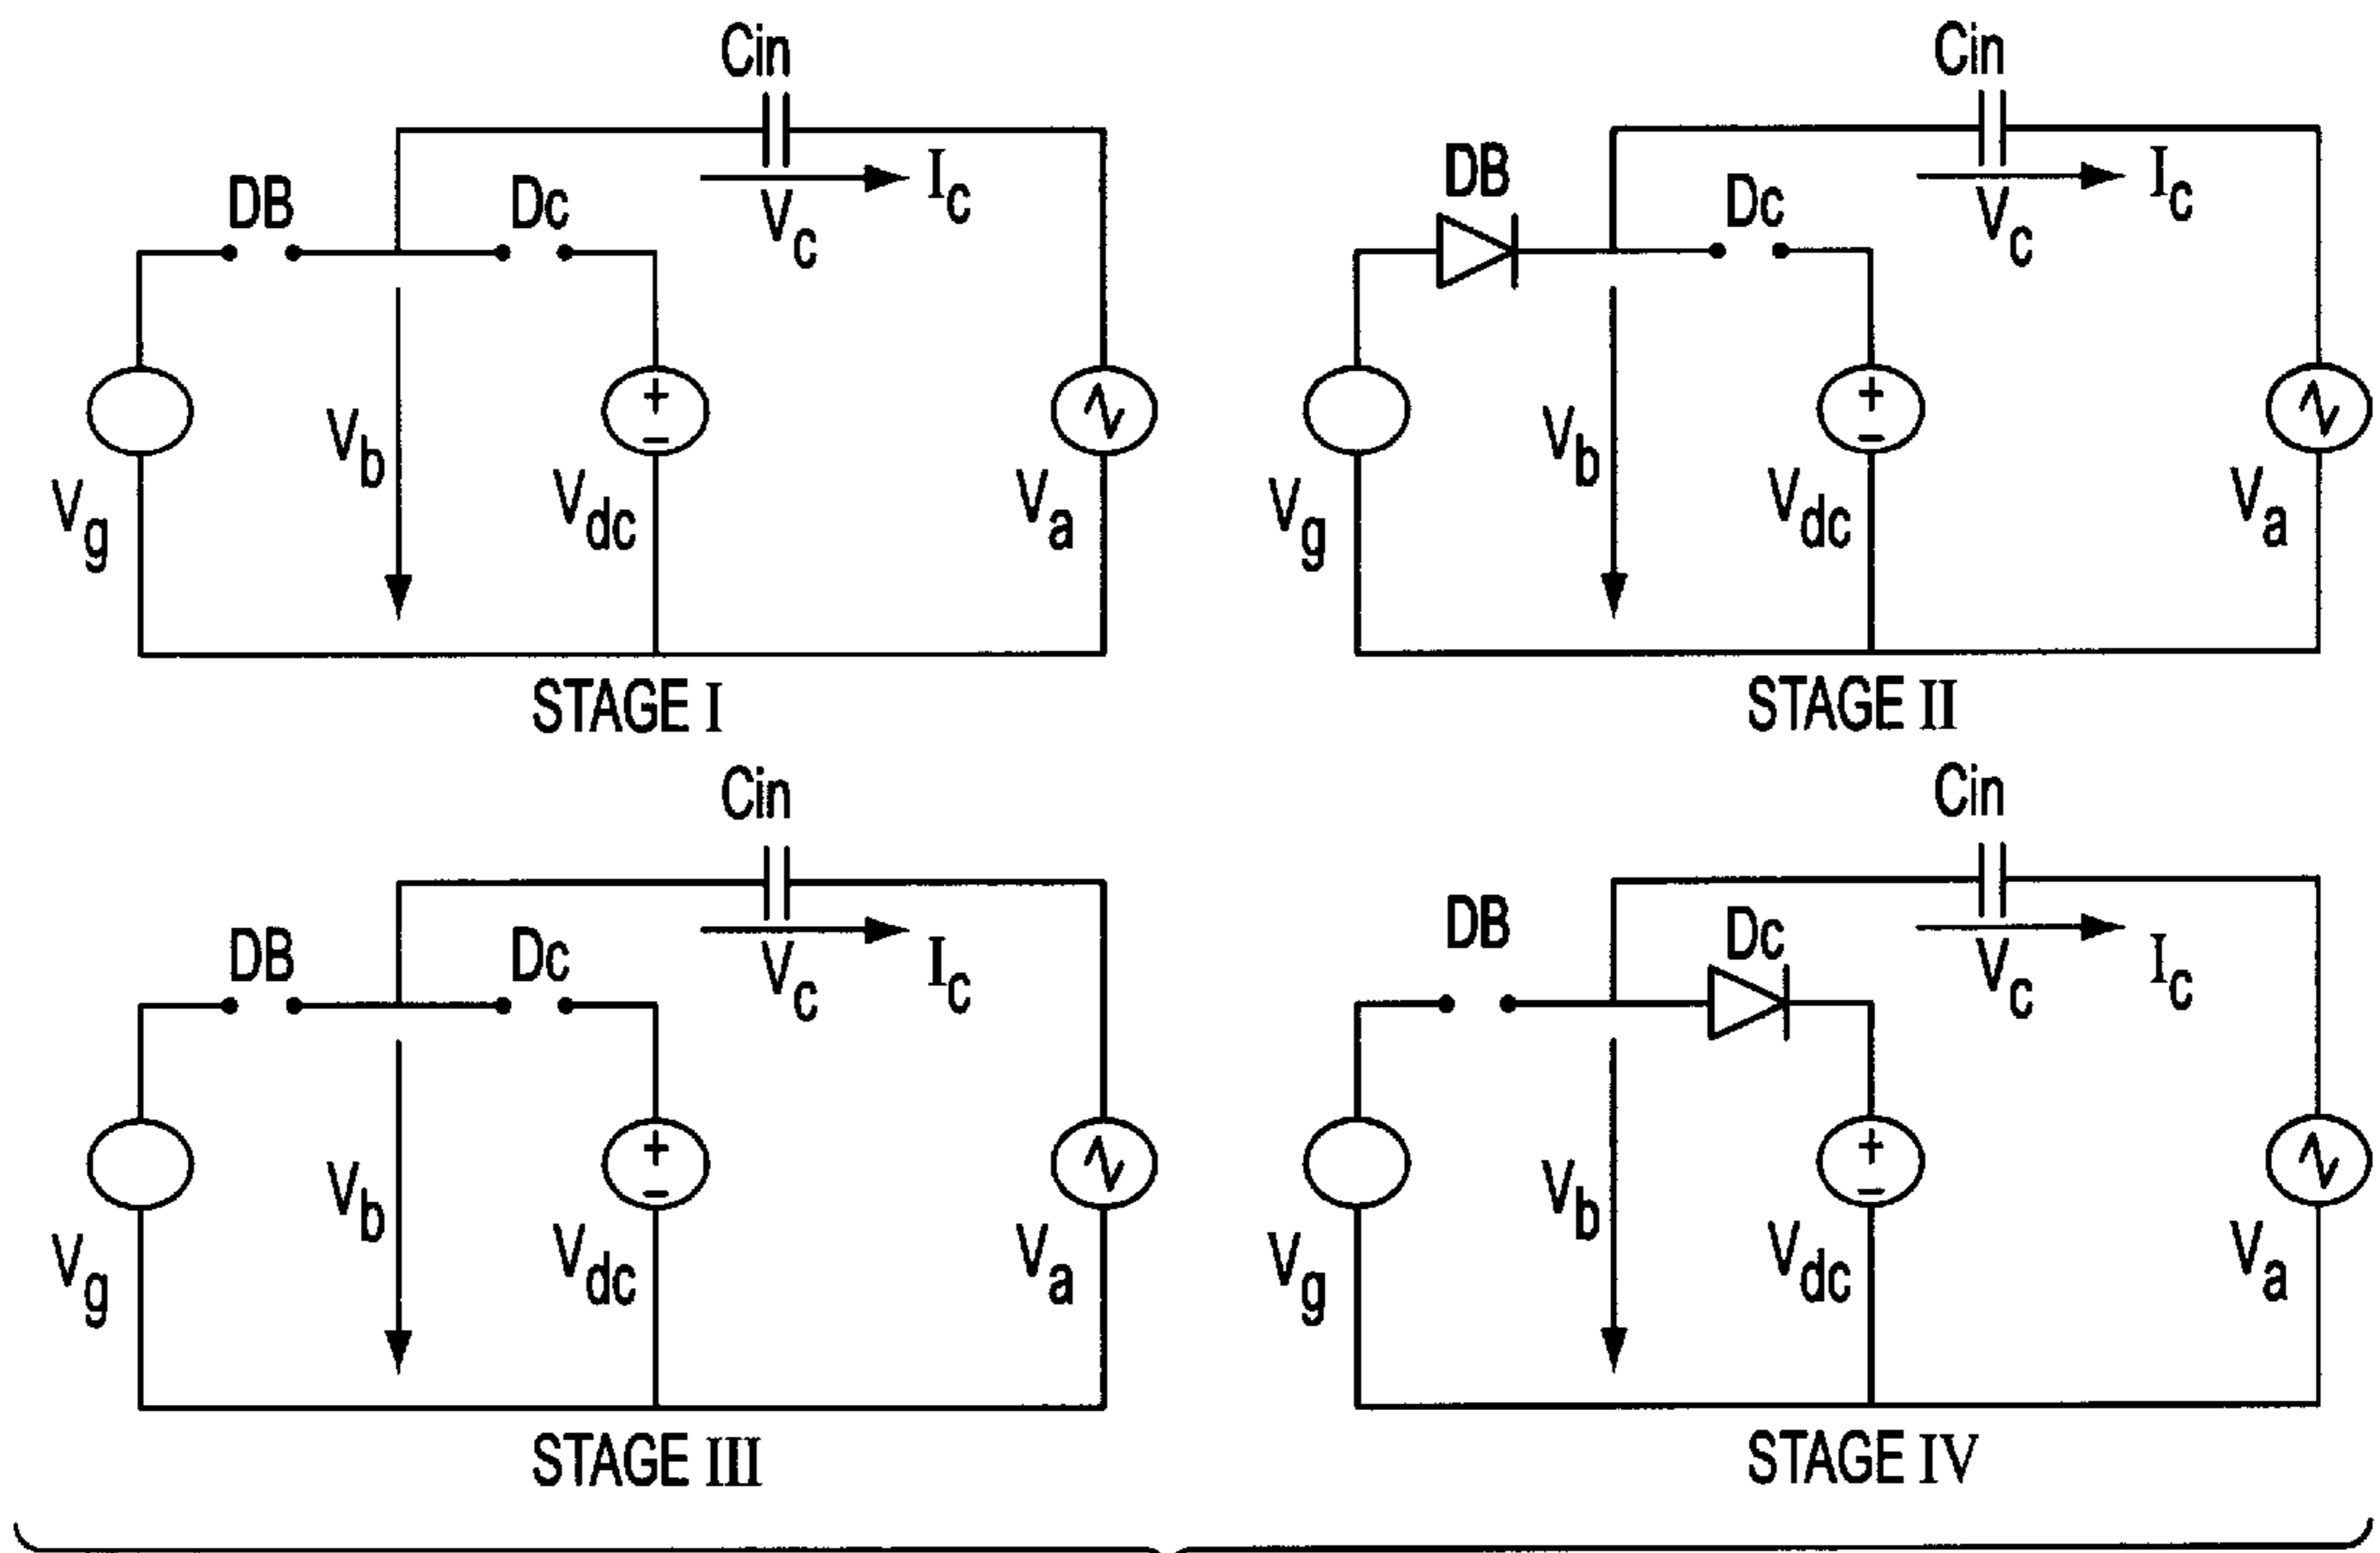 Cin
DB
Dc
Vc
Ic
Vg
Vb
Vdc
+
−
Va
STAGE I
Cin
DB
Dc
Vc
Ic
Vg
Vb
Vdc
+
−
Va
STAGE II
Cin
DB
Dc
Vc
Ic
Vg
Vb
Vdc
+
−
Va
STAGE III
Cin
DB
Dc
Vc
Ic
Vg
Vb
Vdc
+
−
Va
STAGE IV